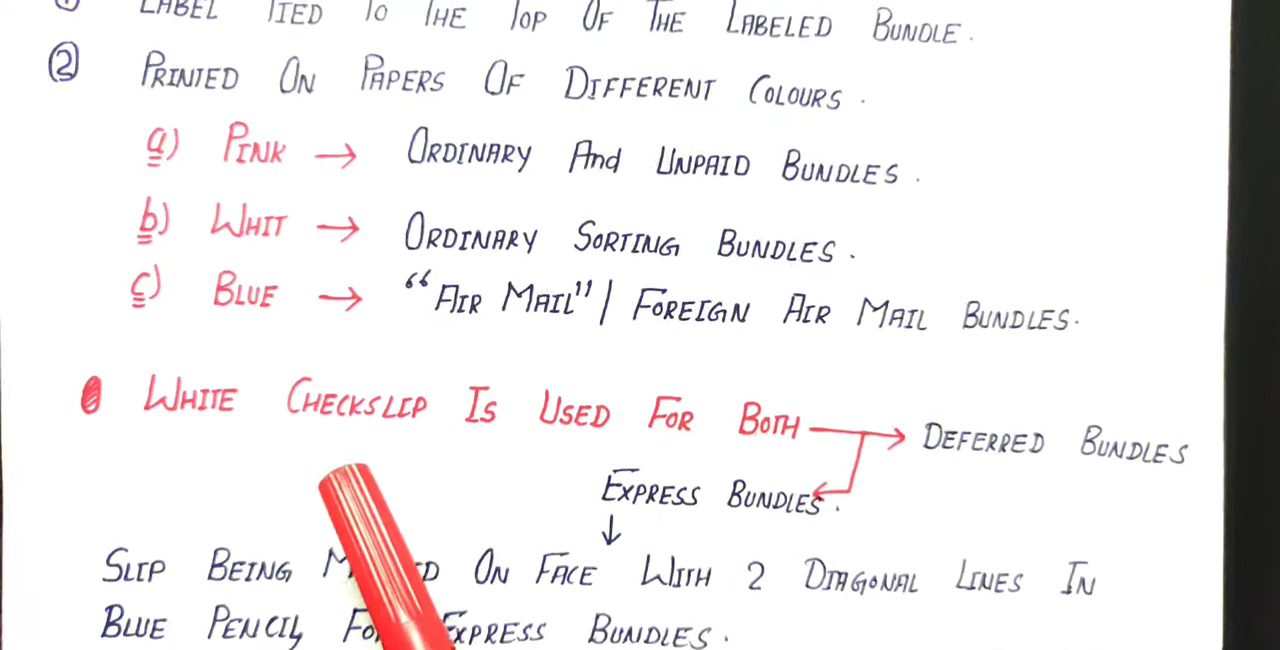 LABEL TIED TO THE TOP OF THE LABELED BUNDLE.
② PRINTED ON PAPERS OF DIFFERENT COLOURS.
a) PINK → ORDINARY And UNPAID BUNDLES.
b) WHIT → ORDINARY SORTING BUNDLES.
c) BLUE → "AIR MAIL" / FOREIGN AIR MAIL BUNDLES.
WHITE CHECKSLIP IS USED FOR BOTH → DEFERRED BUNDLES
EXPRESS BUNDLES.
↓
SLIP BEING ON FACE WITH 2 DIAGONAL LINES IN
BLUE PENCIL EXPRESS BUNDLES.